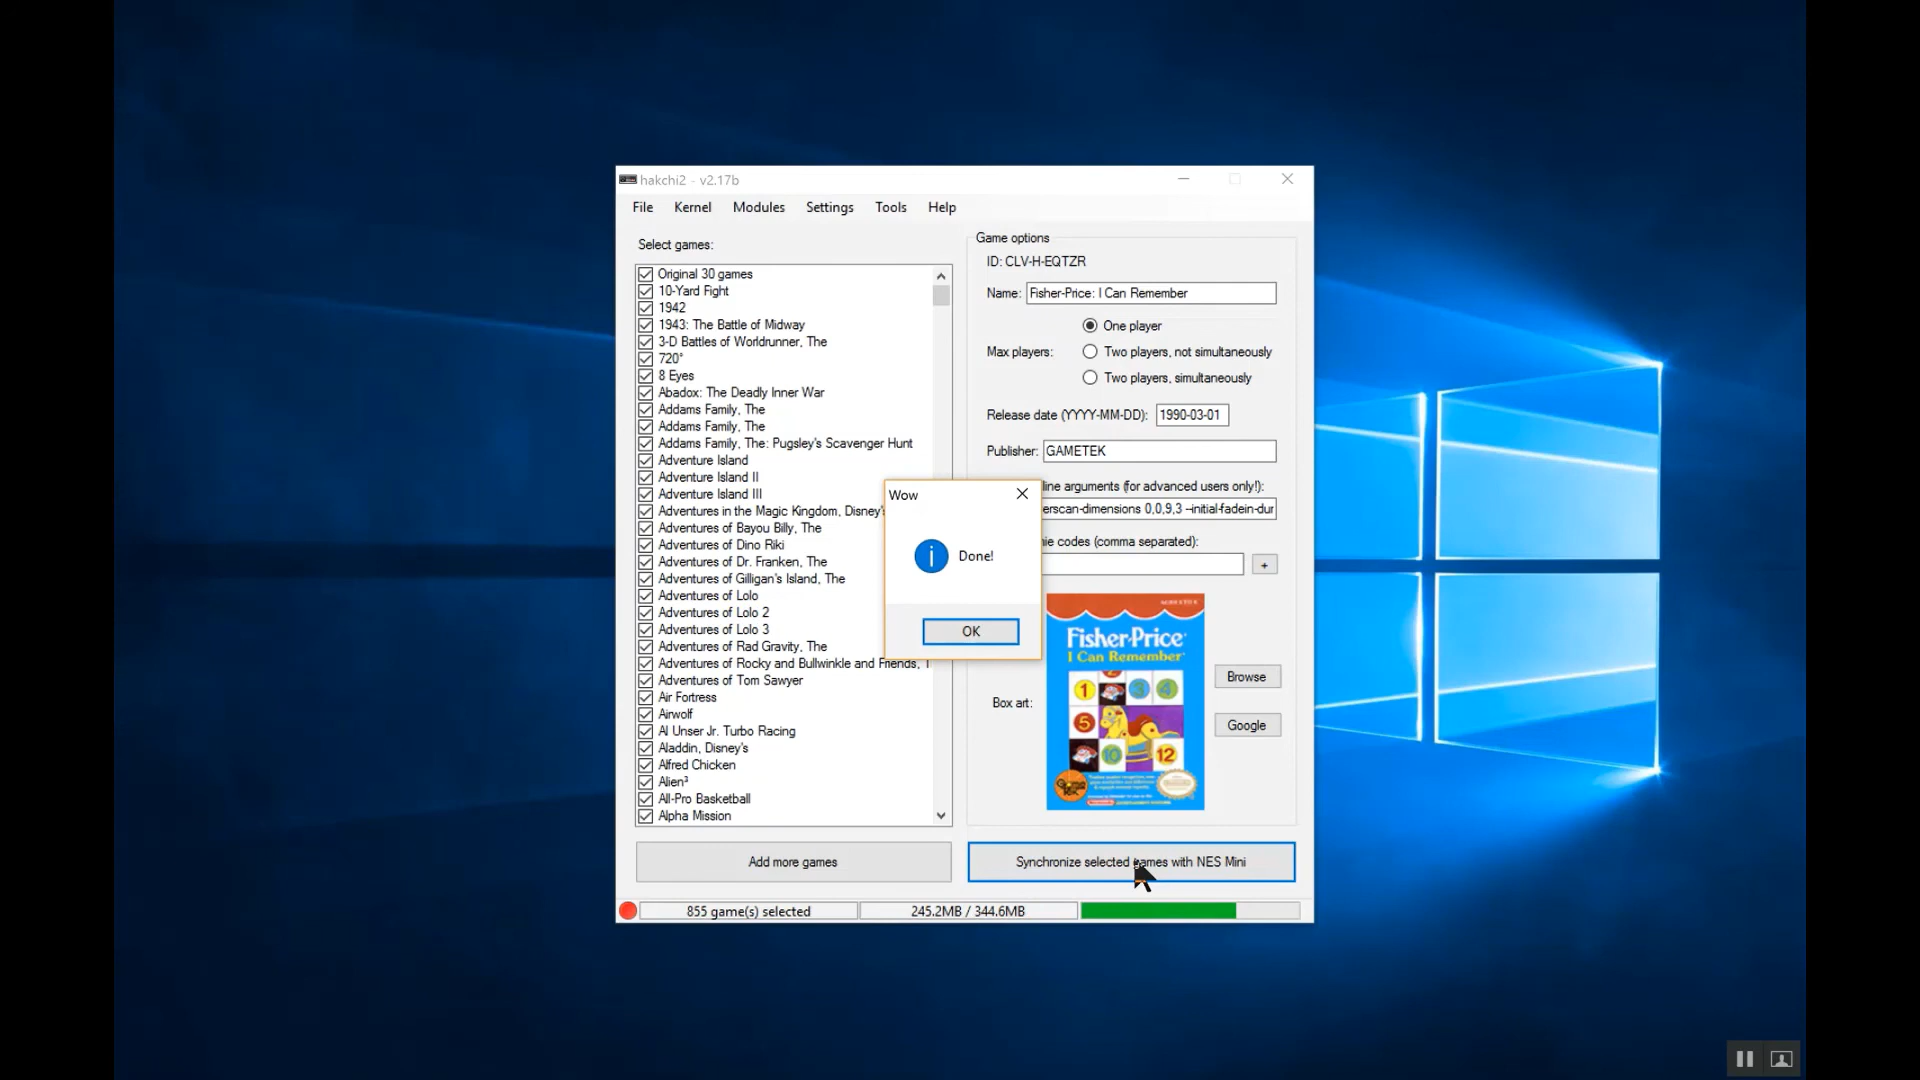 hakchi2 - v2.17b
File Kernel Modules Settings Tools Help
Select games:
Original 30 games
10-Yard Fight
1942
1943: The Battle of Midway
3-D Battles of Worldrunner, The
720°
8 Eyes
Abadox: The Deadly Inner War
Addams Family, The
Addams Family, The
Addams Family, The: Pugsley's Scavenger Hunt
Adventure Island
Adventure Island II
Adventure Island III
Adventures in the Magic Kingdom, Disney'
Adventures of Bayou Billy, The
Adventures of Dino Riki
Adventures of Dr. Franken, The
Adventures of Gilligan's Island, The
Adventures of Lolo
Adventures of Lolo 2
Adventures of Lolo 3
Adventures of Rad Gravity, The
Adventures of Rocky and Bullwinkle and Friends, T
Adventures of Tom Sawyer
Air Fortress
Airwolf
Al Unser Jr. Turbo Racing
Aladdin, Disney's
Alfred Chicken
Alien³
All-Pro Basketball
Alpha Mission
Add more games
Game options
ID: CLV-H-EQTZR
Name: Fisher-Price: I Can Remember
One player
Max players:
Two players, not simultaneously
Two players, simultaneously
Release date (YYYY-MM-DD): 1990-03-01
Publisher: GAMETEK
line arguments (for advanced users only!):
erscan-dimensions 0,0,9,3 --initial-fadein-dur
nie codes (comma separated):
+
Wow
Done!
OK
Box art:
Fisher-Price
I Can Remember
1 2 3 4
5
10 12
Browse
Google
Synchronize selected games with NES Mini
855 game(s) selected
245.2MB / 344.6MB